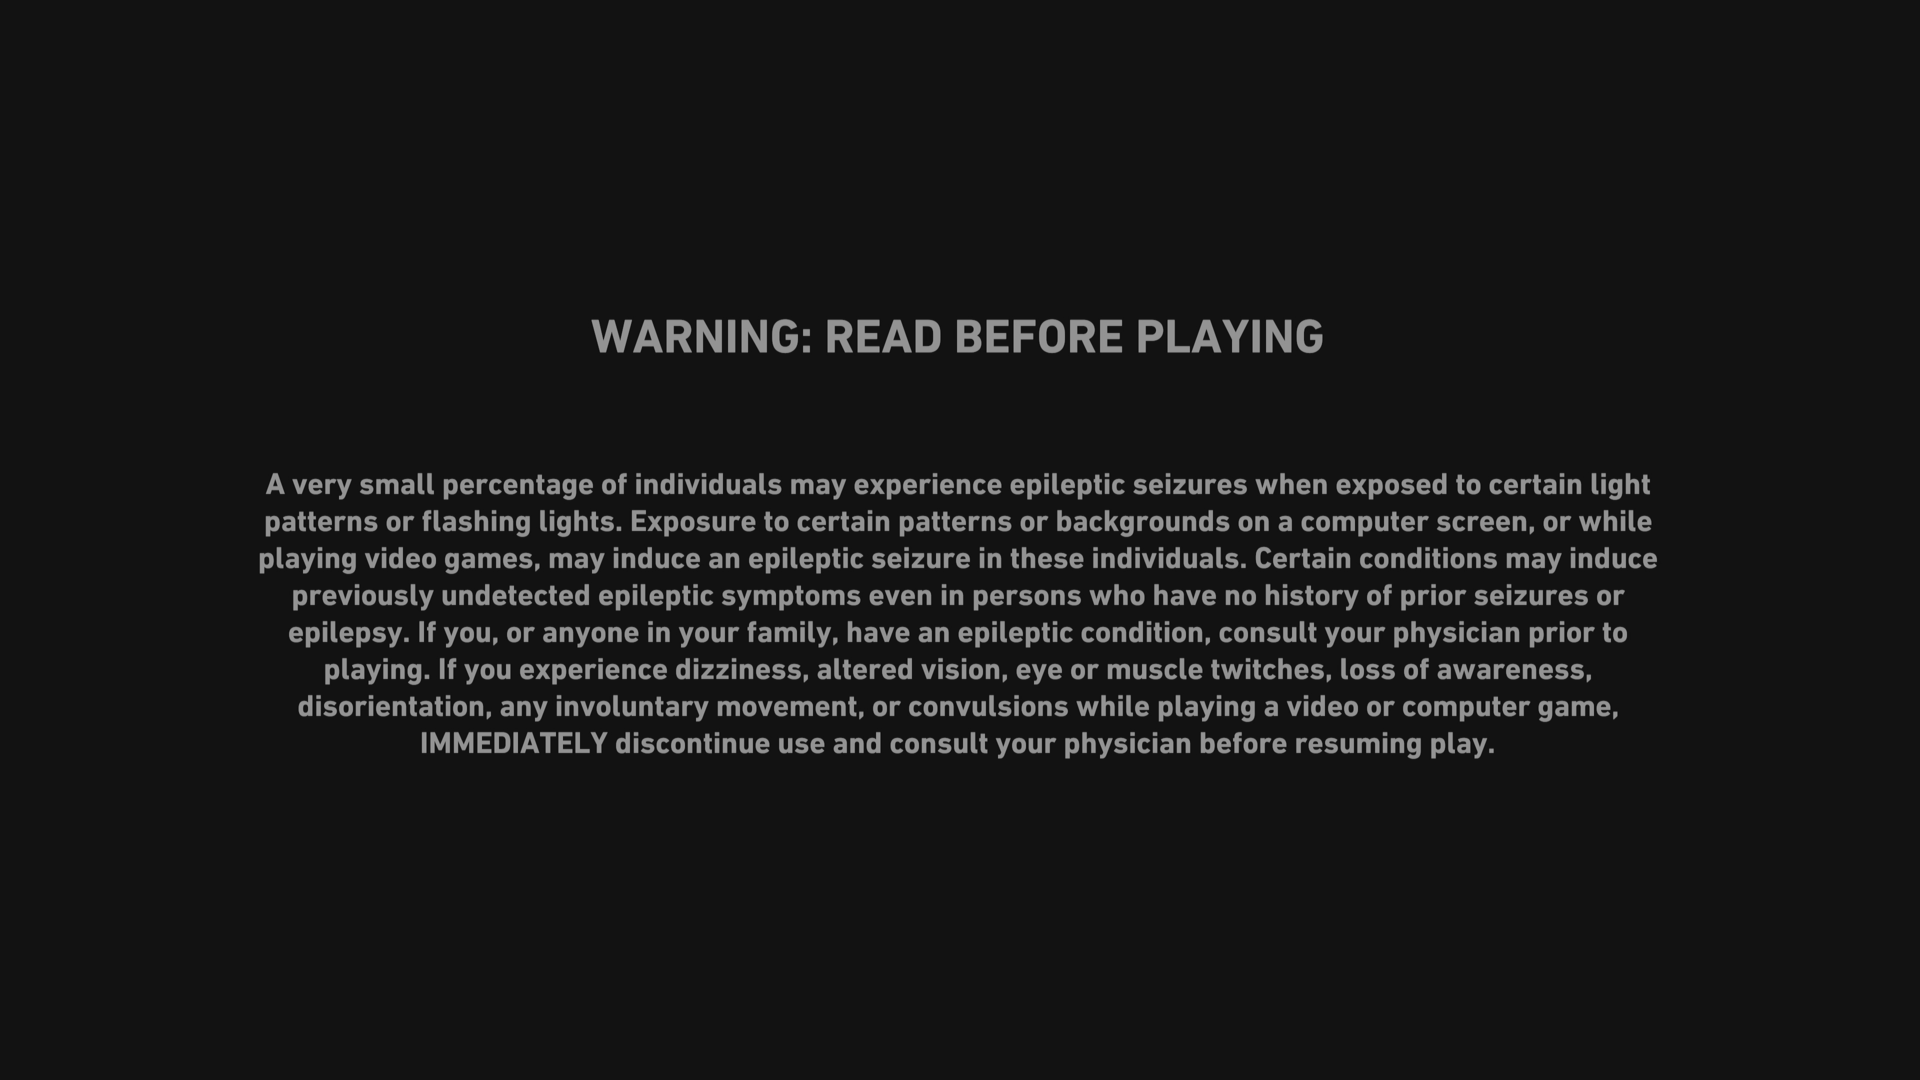 WARNING: READ BEFORE PLAYING
A very small percentage of individuals may experience epileptic seizures when exposed to certain light
patterns or flashing lights. Exposure to certain patterns or backgrounds on a computer screen, or while
playing video games, may induce an epileptic seizure in these individuals. Certain conditions may induce
previously undetected epileptic symptoms even in persons who have no history of prior seizures or
epilepsy. If you, or anyone in your family, have an epileptic condition, consult your physician prior to
playing. If you experience dizziness, altered vision, eye or muscle twitches, loss of awareness,
disorientation, any involuntary movement, or convulsions while playing a video or computer game,
IMMEDIATELY discontinue use and consult your physician before resuming play.